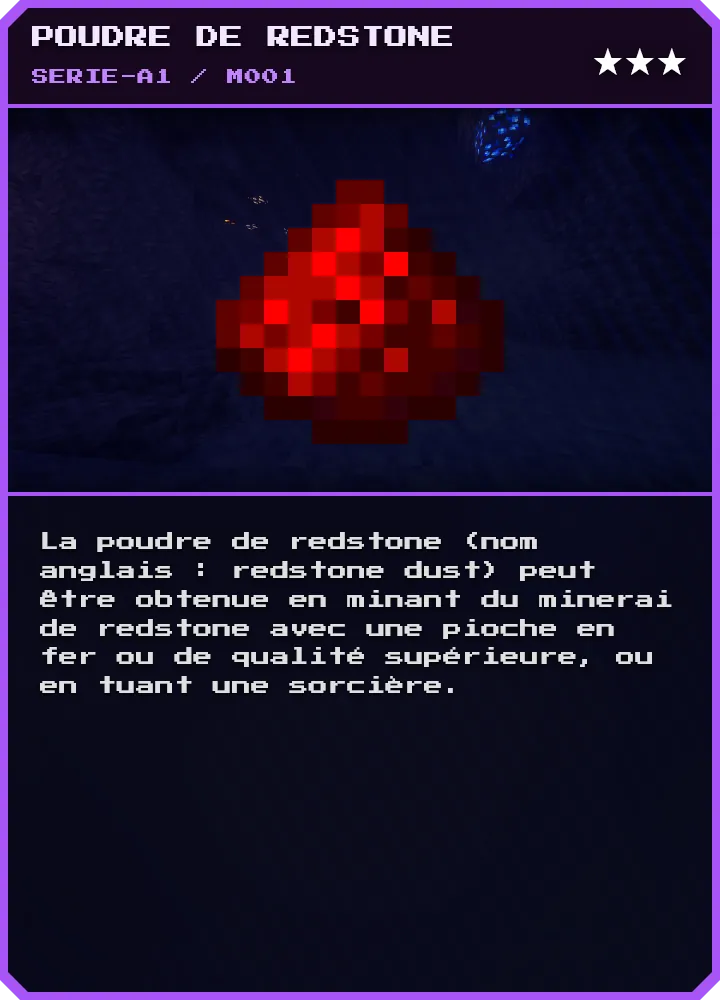 POUDRE DE REDSTONE
SERIE-A1 / M001
★★★
La poudre de redstone (nom
anglais : redstone dust) peut
être obtenue en minant du minerai
de redstone avec une pioche en
fer ou de qualité supérieure, ou
en tuant une sorcière.